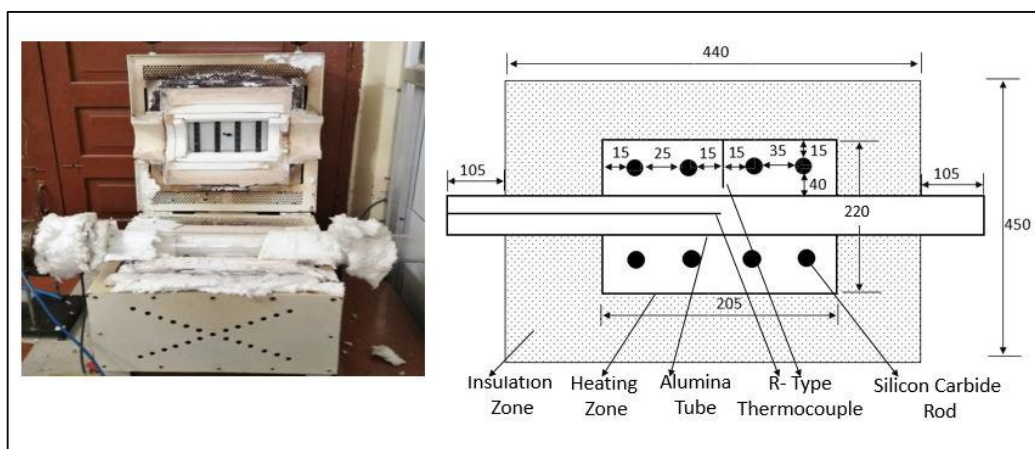 440
15
25
15
15
35
15
105
40
105
220
450
205
Insulation
Zone
Heating
Zone
Alumina
Tube
R- Type
Thermocouple
Silicon Carbide
Rod